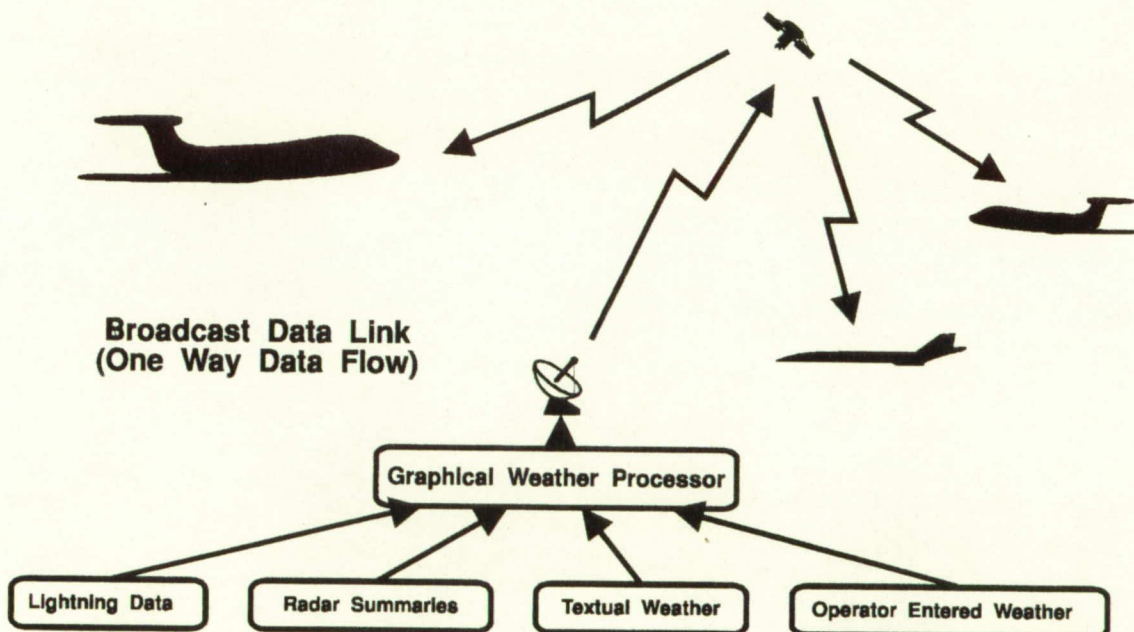 Broadcast Data Link
(One Way Data Flow)
Graphical Weather Processor
Lightning Data
Radar Summaries
Textual Weather
Operator Entered Weather